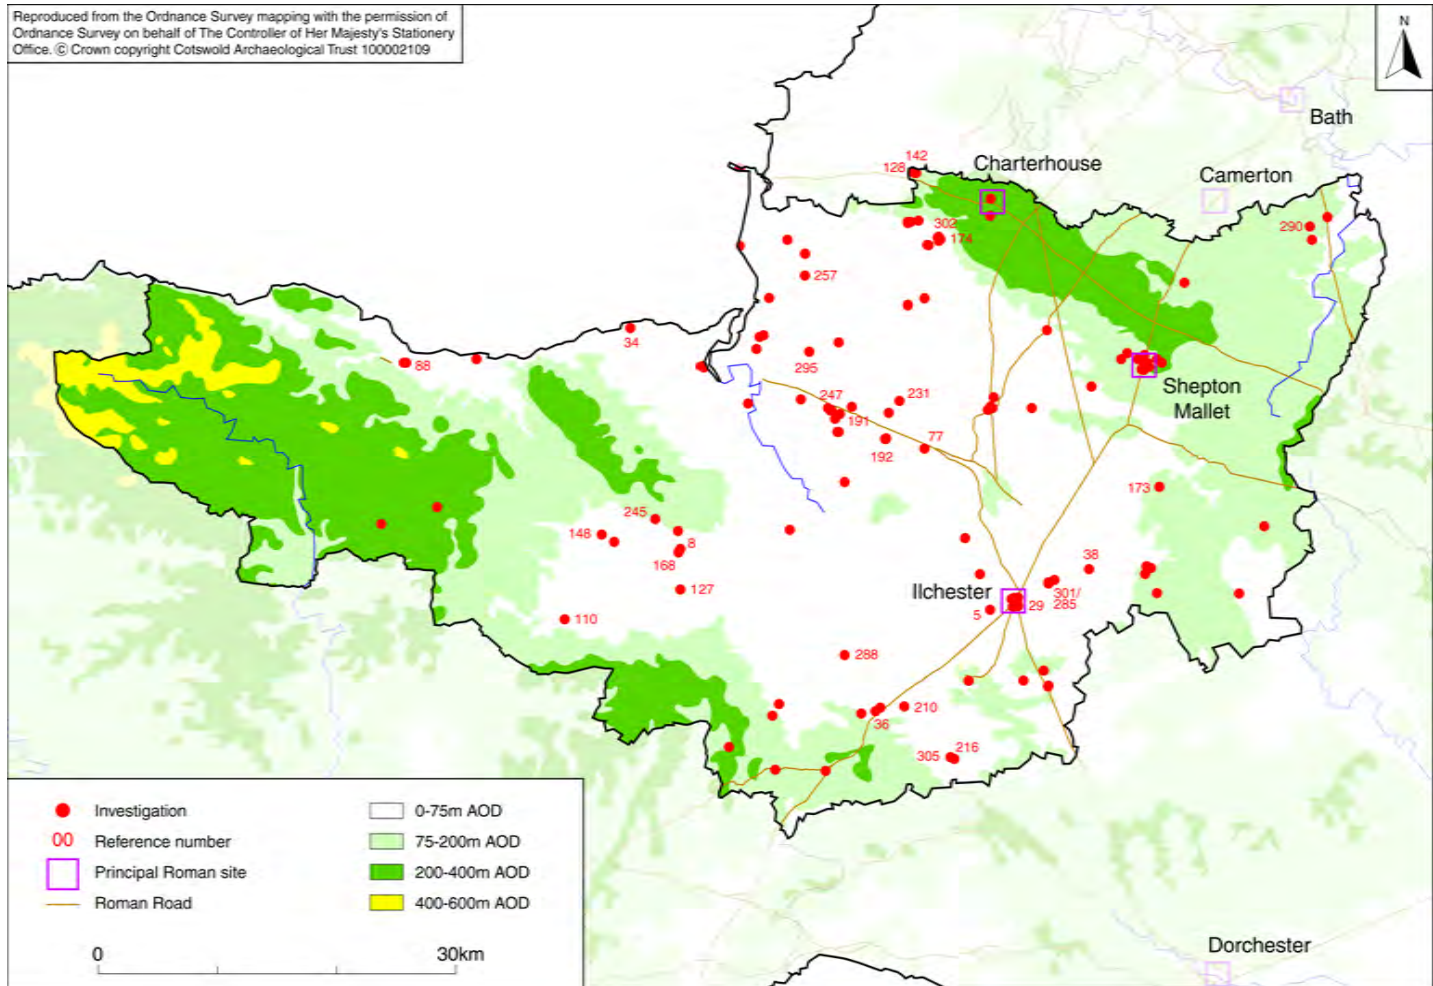 Reproduced from the Ordnance Survey mapping with the permission of
Ordnance Survey on behalf of The Controller of Her Majesty's Stationery
Office. © Crown copyright Cotswold Archaeological Trust 100002109
N
Bath
142
128
Charterhouse
Camerton
302
174
290
257
34
88
295
Shepton
Mallet
247
231
191
192
77
173
245
148
8
168
38
127
Ilchester
301/
285
29
5
110
288
210
36
305
216
Investigation
00
Reference number
Principal Roman site
Roman Road
0-75m AOD
75-200m AOD
200-400m AOD
400-600m AOD
0
30km
Dorchester